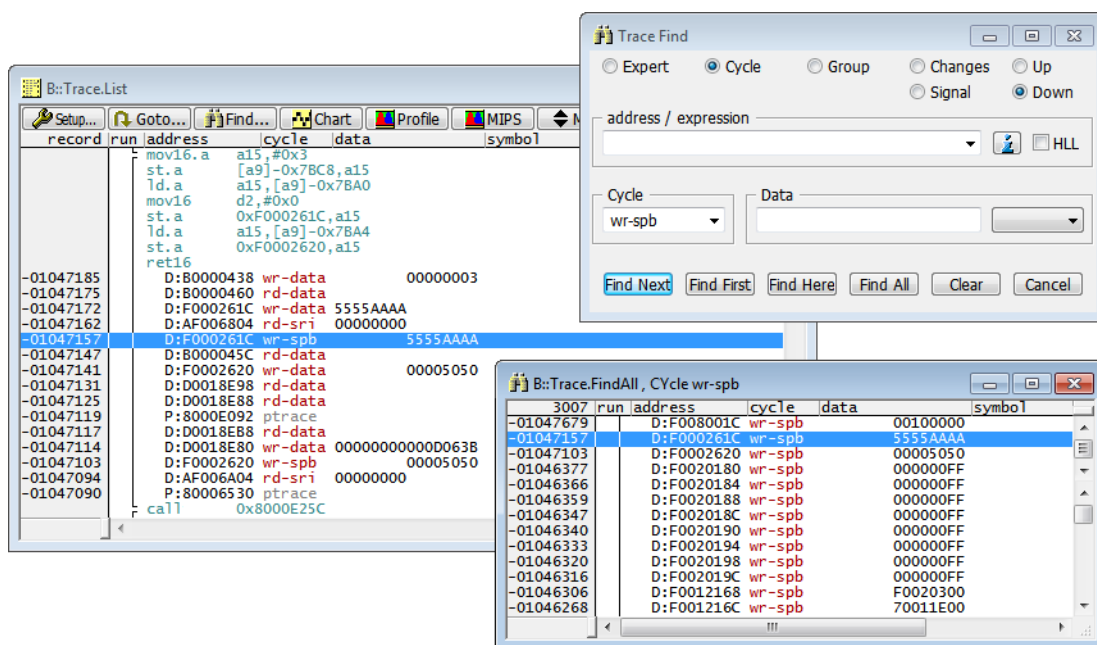 Trace Find
Expert Cycle Group Changes Up
Signal Down
address / expression
HLL
Cycle Data
wr-spb
Find Next Find First Find Here Find All Clear Cancel
B::Trace.List
Setup... Goto... Find... Chart Profile MIPS
record run address cycle data symbol
mov16.a a15,#0x3
st.a [a9]-0x7BC8,a15
ld.a a15,[a9]-0x7BA0
mov16 d2,#0x0
st.a 0xF000261C,a15
ld.a a15,[a9]-0x7BA4
st.a 0xF0002620,a15
ret16
-01047185 D:B0000438 wr-data 00000003
-01047175 D:B0000460 rd-data
-01047172 D:F000261C wr-data 5555AAAA
-01047162 D:AF006804 rd-sri 00000000
-01047157 D:F000261C wr-spb 5555AAAA
-01047147 D:B000045C rd-data
-01047141 D:F0002620 wr-data 00005050
-01047131 D:D0018E98 rd-data
-01047125 D:D0018E88 rd-data
-01047119 P:8000E092 ptrace
-01047117 D:D0018EB8 rd-data
-01047114 D:D0018E80 wr-data 00000000000D063B
-01047103 D:F0002620 wr-spb 00005050
-01047094 D:AF006A04 rd-sri 00000000
-01047090 P:80006530 ptrace
call 0x8000E25C
B::Trace.FindAll , CYcle wr-spb
3007 run address cycle data symbol
-01047679 D:F008001C wr-spb 00100000
-01047157 D:F000261C wr-spb 5555AAAA
-01047103 D:F0002620 wr-spb 00005050
-01046377 D:F0020180 wr-spb 000000FF
-01046366 D:F0020184 wr-spb 000000FF
-01046359 D:F0020188 wr-spb 000000FF
-01046347 D:F002018C wr-spb 000000FF
-01046340 D:F0020190 wr-spb 000000FF
-01046333 D:F0020194 wr-spb 000000FF
-01046320 D:F0020198 wr-spb 000000FF
-01046316 D:F002019C wr-spb 000000FF
-01046306 D:F0012168 wr-spb F0020300
-01046268 D:F001216C wr-spb 70011E00